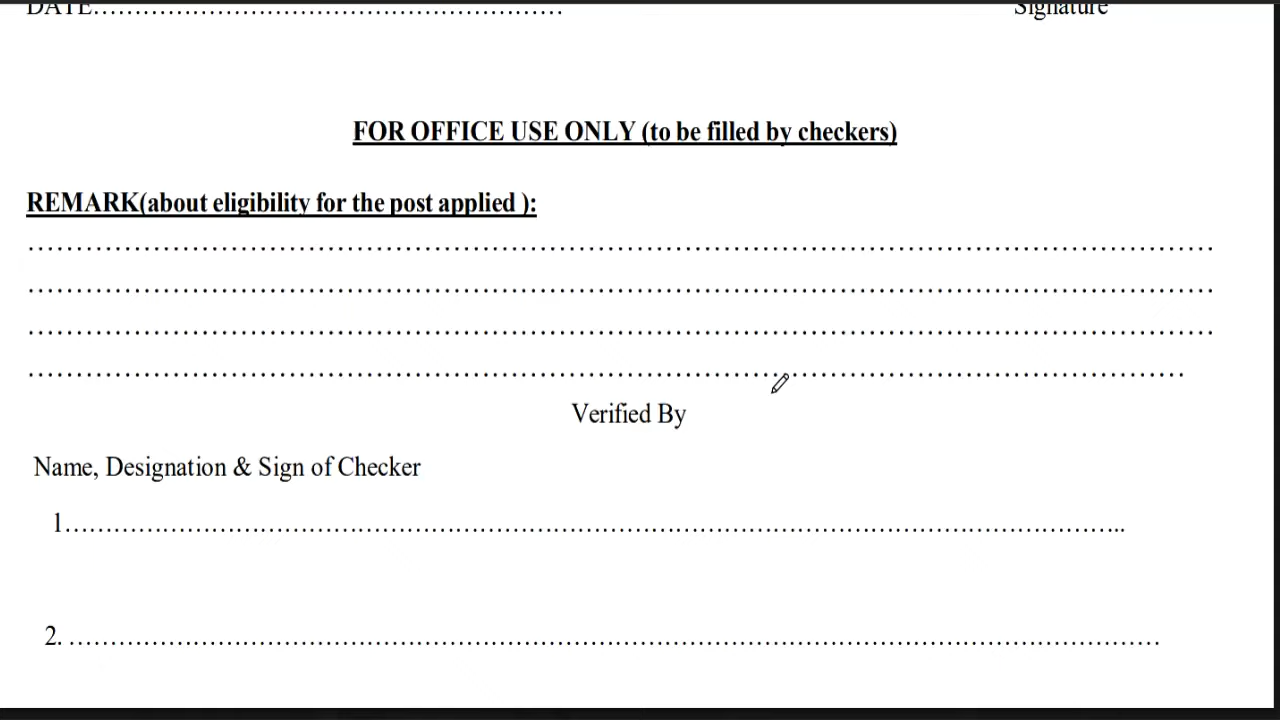 DATE………………………………………………… Signature
FOR OFFICE USE ONLY (to be filled by checkers)
REMARK(about eligibility for the post applied ):
……………………………………………………………………………………………………………………………
……………………………………………………………………………………………………………………………
……………………………………………………………………………………………………………………………
…………………………………………………………………………………………………………………………
Verified By
Name, Designation & Sign of Checker
1…………………………………………………………………………………………………………………..
2. ……………………………………………………………………………………………………………………